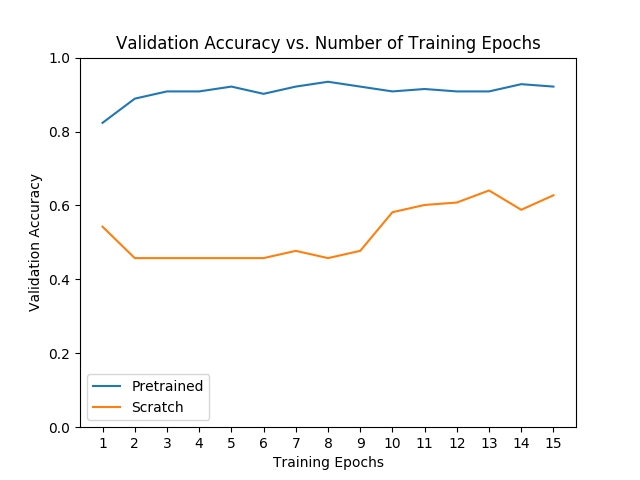 Validation Accuracy vs. Number of Training Epochs
1.0
0.8
0.6
0.4
0.2
0.0
Validation Accuracy
Pretrained
Scratch
1 2 3 4 5 6 7 8 9 10 11 12 13 14 15
Training Epochs